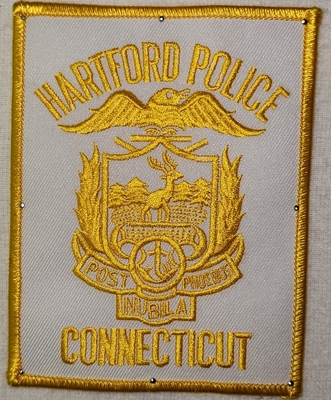 HARTFORD POLICE
POST NUBILA PHOEBUS
CONNECTICUT